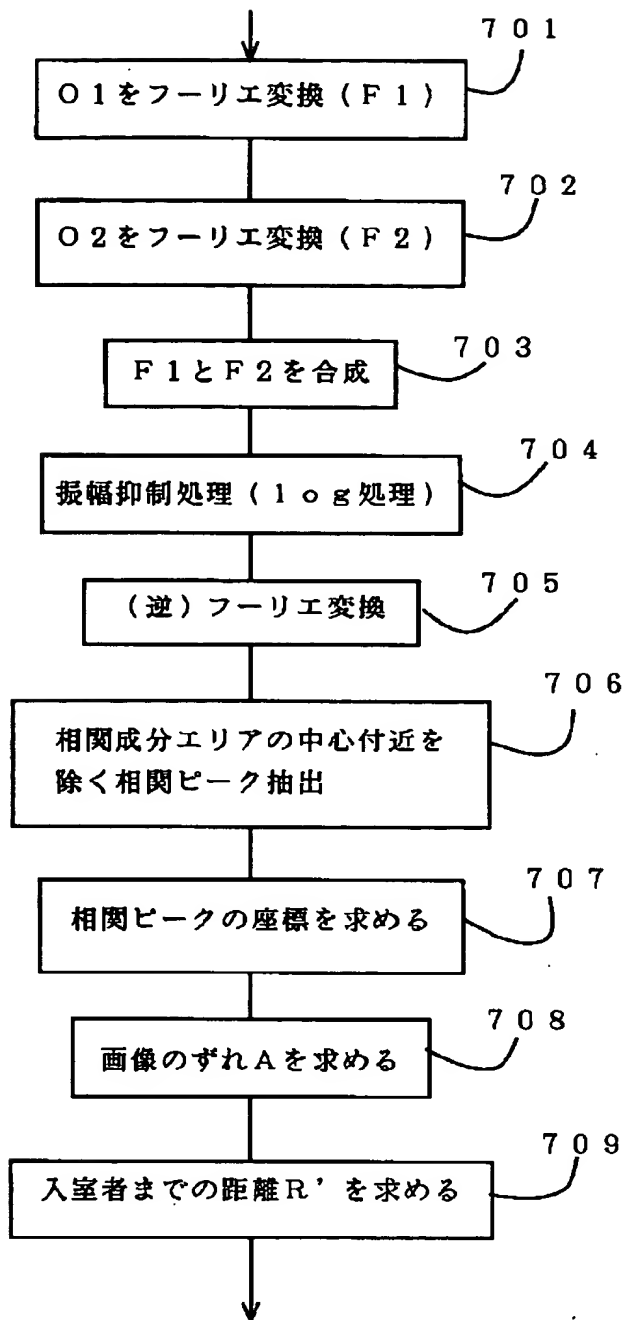 701
O1をフーリエ変換(F1)
702
O2をフーリエ変換(F2)
703
F1とF2を合成
704
振幅抑制処理(log処理)
705
(逆)フーリエ変換
706
相関成分エリアの中心付近を
除く相関ピーク抽出
707
相関ピークの座標を求める
708
画像のずれAを求める
709
入室者までの距離R'を求める